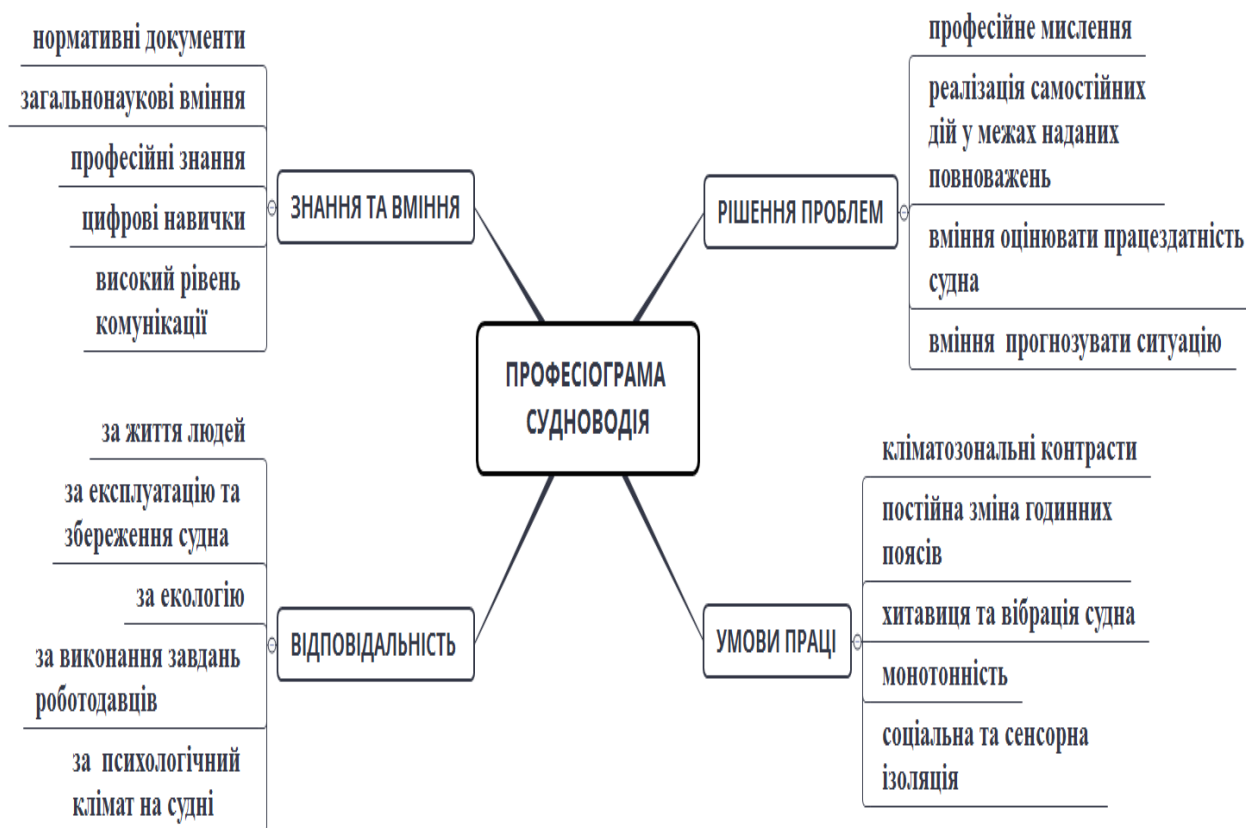 ПРОФЕСІОГРАМА
СУДНОВОДІЯ
ЗНАННЯ ТА ВМІННЯ
нормативні документи
загальнонаукові вміння
професійні знання
цифрові навички
високий рівень
комунікації
РІШЕННЯ ПРОБЛЕМ
професійне мислення
реалізація самостійних
дій у межах наданих
повноважень
вміння оцінювати працездатність
судна
вміння прогнозувати ситуацію
ВІДПОВІДАЛЬНІСТЬ
за життя людей
за експлуатацію та
збереження судна
за екологію
за виконання завдань
роботодавців
за психологічний
клімат на судні
УМОВИ ПРАЦІ
кліматозональні контрасти
постійна зміна годинних
поясів
хитавиця та вібрація судна
монотонність
соціальна та сенсорна
ізоляція